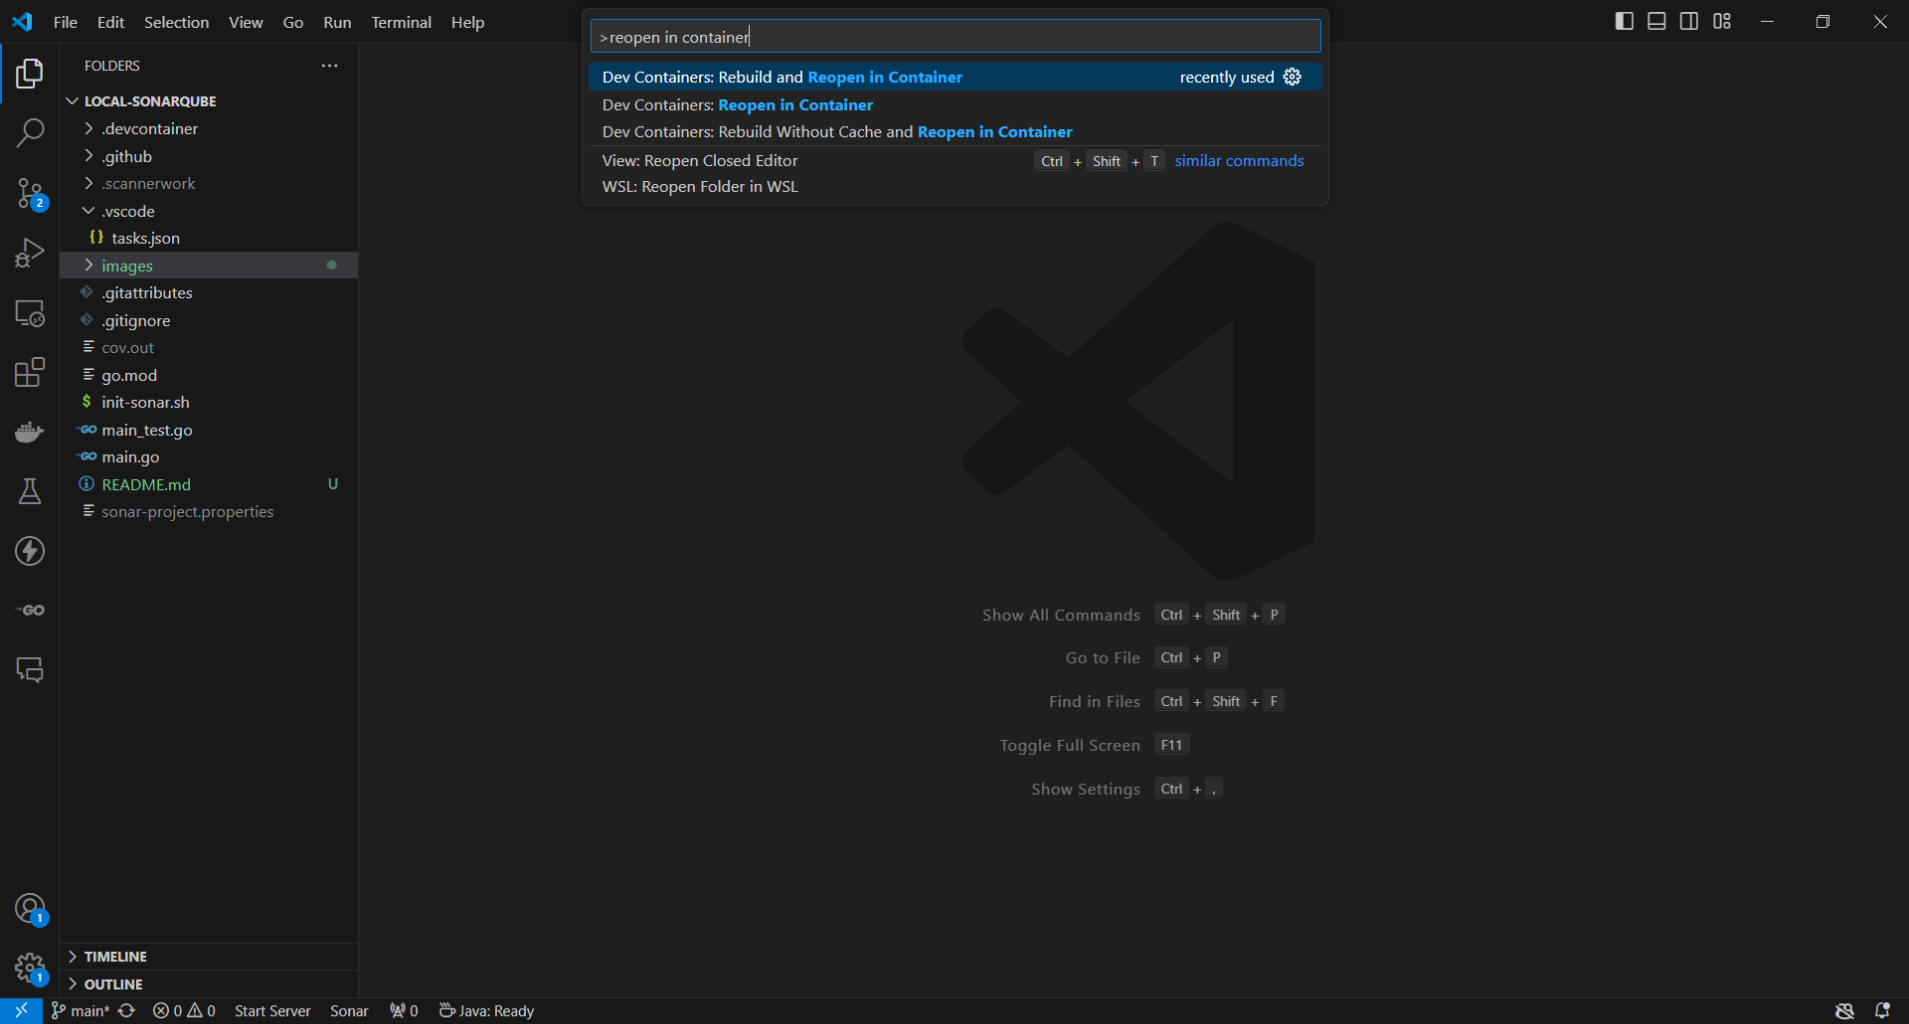 File Edit Selection View Go Run Terminal Help
>reopen in container
Dev Containers: Rebuild and Reopen in Container recently used
Dev Containers: Reopen in Container
Dev Containers: Rebuild Without Cache and Reopen in Container
View: Reopen Closed Editor Ctrl + Shift + T similar commands
WSL: Reopen Folder in WSL
FOLDERS
LOCAL-SONARQUBE
.devcontainer
.github
.scannerwork
.vscode
{} tasks.json
images
.gitattributes
.gitignore
cov.out
go.mod
$ init-sonar.sh
GO main_test.go
GO main.go
README.md U
sonar-project.properties
TIMELINE
OUTLINE
2
GO
1
1
Show All Commands Ctrl + Shift + P
Go to File Ctrl + P
Find in Files Ctrl + Shift + F
Toggle Full Screen F11
Show Settings Ctrl + ,
main* 0 0 Start Server Sonar 0 Java: Ready